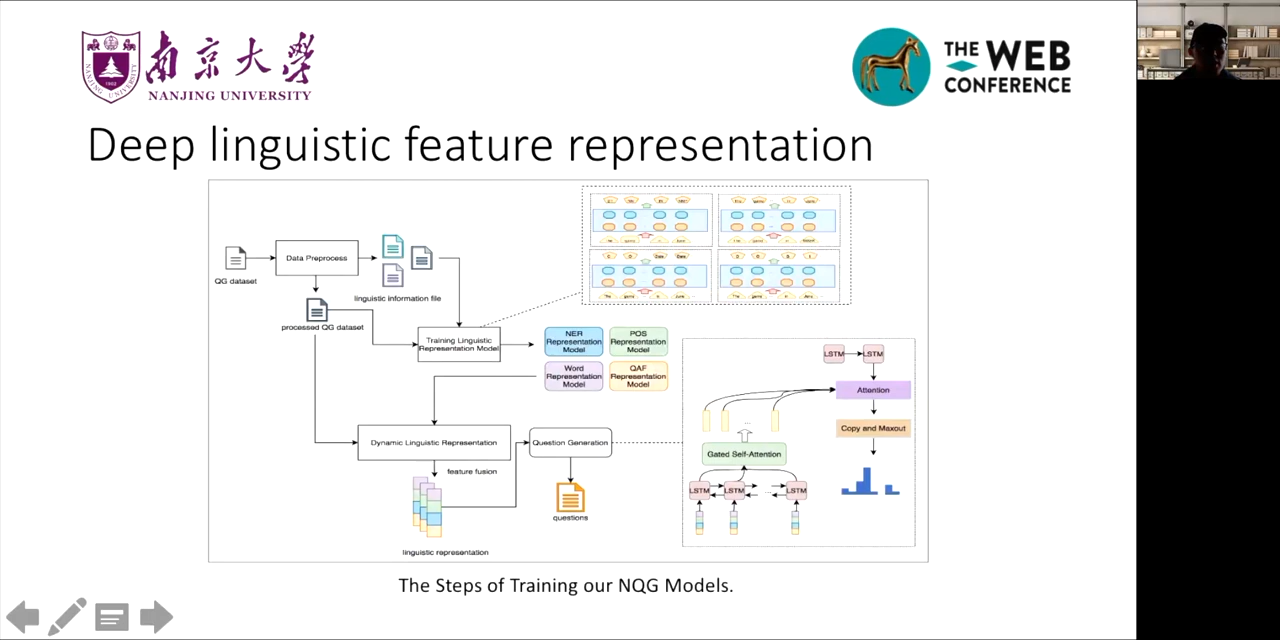 南京大學
NANJING UNIVERSITY
THE WEB
CONFERENCE
Deep linguistic feature representation
QG dataset
Data Preprocess
linguistic information file
processed QG dataset
Training Linguistic
Representation Model
NER
Representation
Model
POS
Representation
Model
Word
Representation
Model
QAF
Representation
Model
Dynamic Linguistic Representation
feature fusion
linguistic representation
Question Generation
questions
LSTM
LSTM
Attention
Copy and Maxout
...
Gated Self-Attention
LSTM
LSTM
...
LSTM
The Steps of Training our NQG Models.